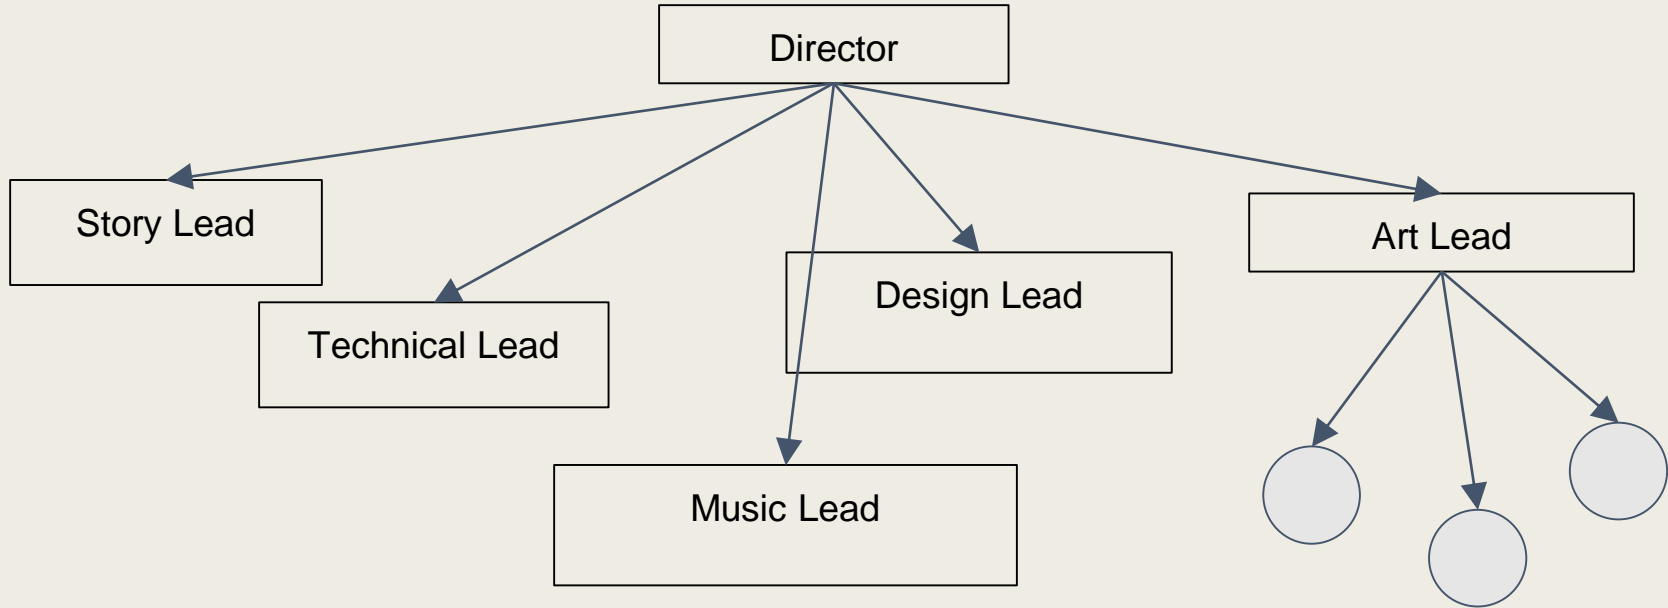 Director
Story Lead
Art Lead
Design Lead
Technical Lead
Music Lead